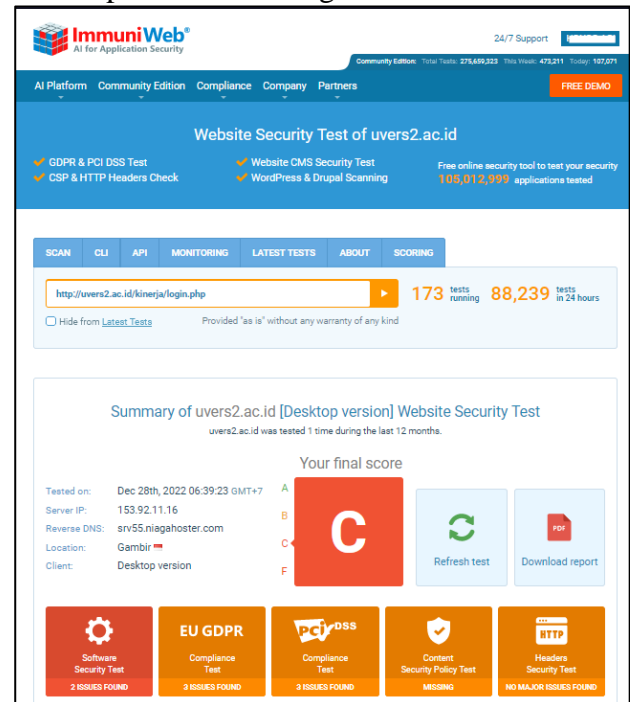 ImmuniWeb®
AI for Application Security
24/7 Support
Community Edition: Total Tests: 275,659,323 This Week: 473,211 Today: 107,071
AI Platform Community Edition Compliance Company Partners
FREE DEMO
Website Security Test of uvers2.ac.id
GDPR & PCI DSS Test
Website CMS Security Test
CSP & HTTP Headers Check
WordPress & Drupal Scanning
Free online security tool to test your security
105,012,999 applications tested
SCAN CLI API MONITORING LATEST TESTS ABOUT SCORING
http://uvers2.ac.id/kinerja/login.php
173 tests running 88,239 tests in 24 hours
Hide from Latest Tests
Provided "as is" without any warranty of any kind
Summary of uvers2.ac.id [Desktop version] Website Security Test
uvers2.ac.id was tested 1 time during the last 12 months.
Your final score
Tested on: Dec 28th, 2022 06:39:23 GMT+7
Server IP: 153.92.11.16
Reverse DNS: srv55.niagahoster.com
Location: Gambir
Client: Desktop version
A
B
C
F
C
Refresh test
PDF
Download report
Software Security Test
2 ISSUES FOUND
EU GDPR
Compliance Test
3 ISSUES FOUND
PCI DSS
Compliance Test
3 ISSUES FOUND
Content Security Policy Test
MISSING
HTTP
Headers Security Test
NO MAJOR ISSUES FOUND